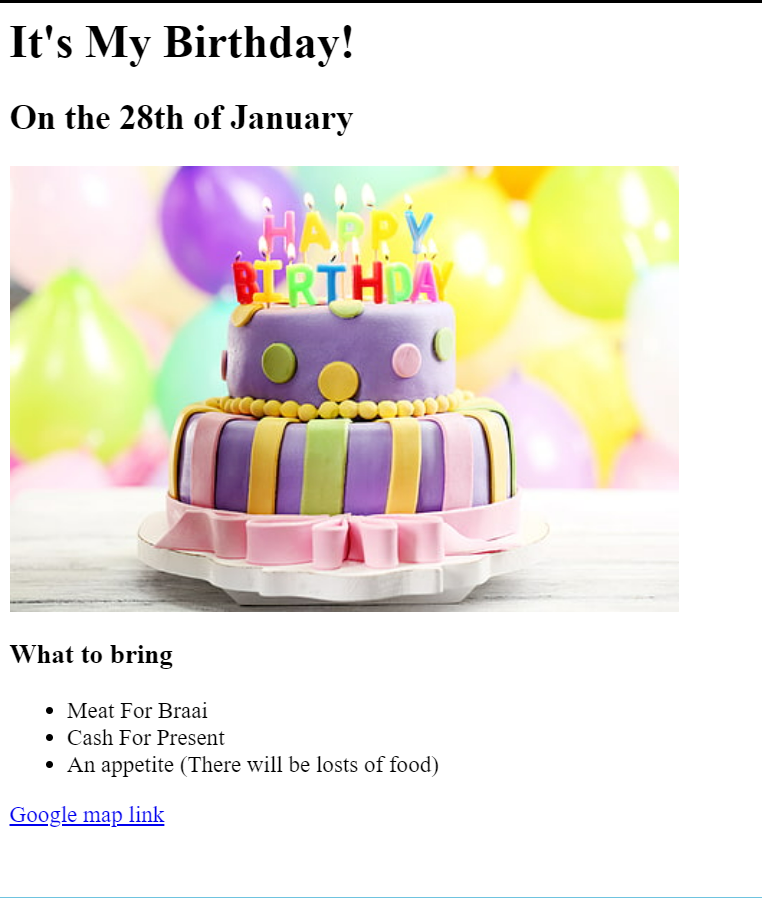 It's My Birthday!
On the 28th of January
HAPPY
BIRTHDAY
What to bring
Meat For Braai
Cash For Present
An appetite (There will be losts of food)
Google map link